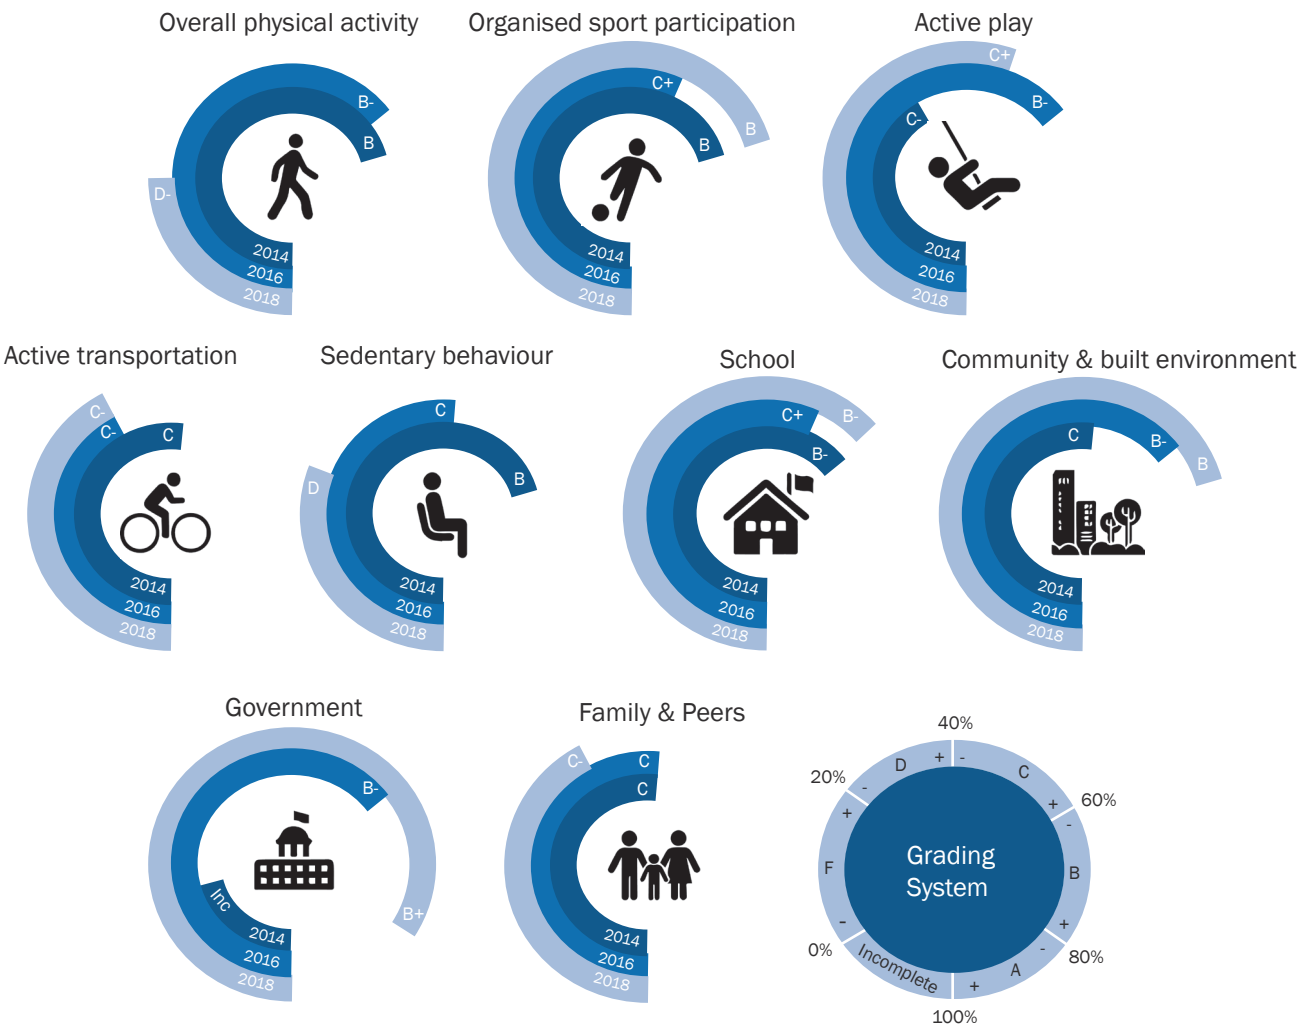 Overall physical activity
B-
B
D-
2014
2016
2018
Organised sport participation
C+
B
B
2014
2016
2018
Active play
C+
B-
C-
2014
2016
2018
Active transportation
C-
C-
C
2014
2016
2018
Sedentary behaviour
C
B
D
2014
2016
2018
School
C+
B-
B-
2014
2016
2018
Community & built environment
C
B-
B
2014
2016
2018
Government
B-
Inc
B+
2014
2016
2018
Family & Peers
C-
C
C
2014
2016
2018
40%
D + - C
20%
60%
- + + -
F
Grading
System
B
- +
0%
Incomplete
+ A -
80%
100%